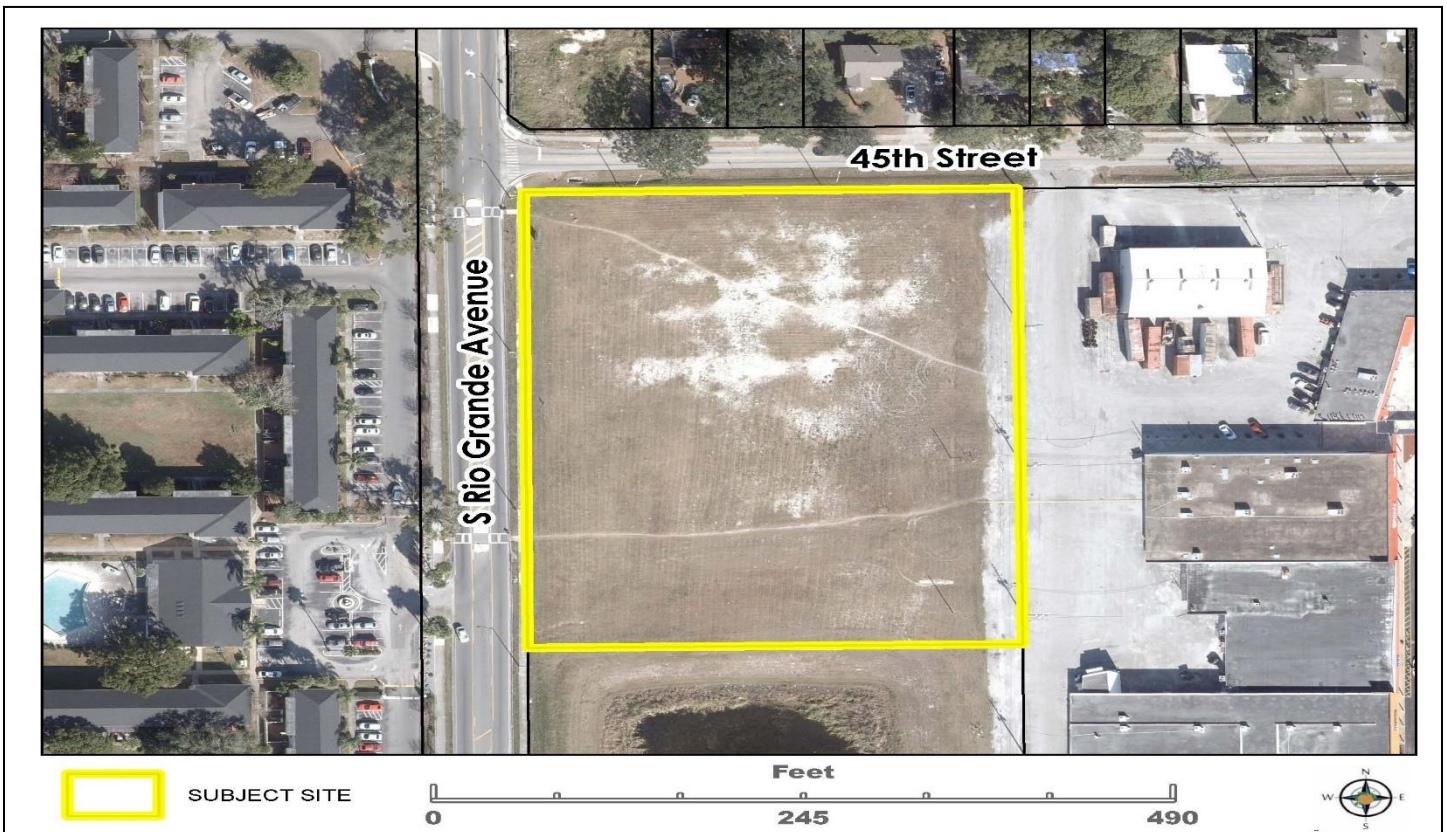 45th Street
S Rio Grande Avenue
SUBJECT SITE
Feet
0 245 490
N
W E
S